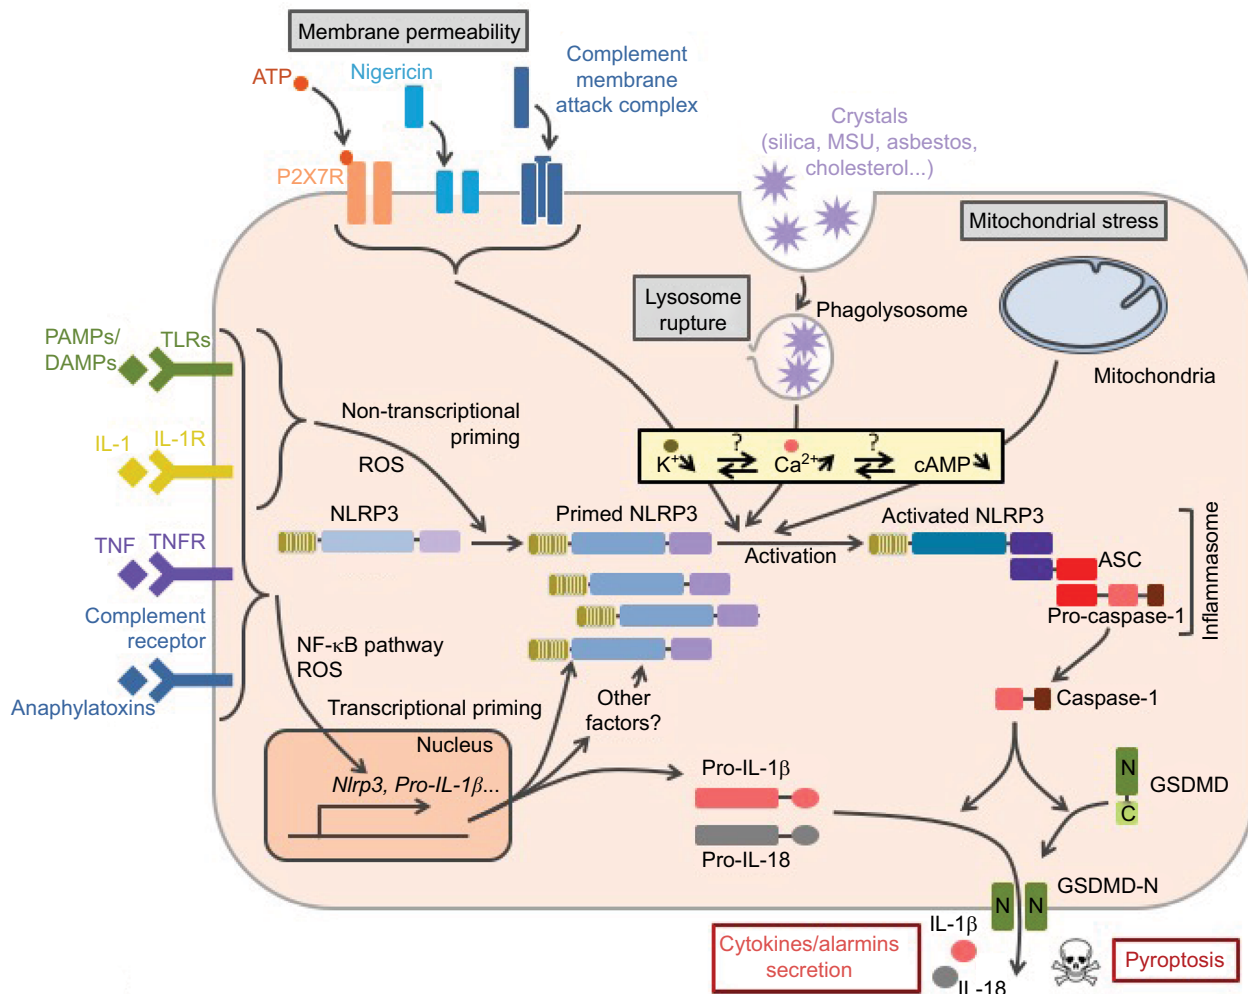 Membrane permeability
ATP
Nigericin
Complement
membrane
attack complex
P2X7R
Crystals
(silica, MSU, asbestos,
cholesterol...)
Mitochondrial stress
Lysosome
rupture
Phagolysosome
Mitochondria
PAMPs/
DAMPs
TLRs
IL-1
IL-1R
TNF
TNFR
Complement
receptor
Anaphylatoxins
Non-transcriptional
priming
ROS
K+
?
Ca2+
?
cAMP
NLRP3
Primed NLRP3
Activation
Activated NLRP3
ASC
Pro-caspase-1
Inflammasome
NF-κB pathway
ROS
Transcriptional priming
Other
factors?
Caspase-1
Nucleus
Nlrp3, Pro-IL-1β...
Pro-IL-1β
Pro-IL-18
N
C
GSDMD
N
N
GSDMD-N
Cytokines/alarmins
secretion
IL-1β
IL-18
Pyroptosis